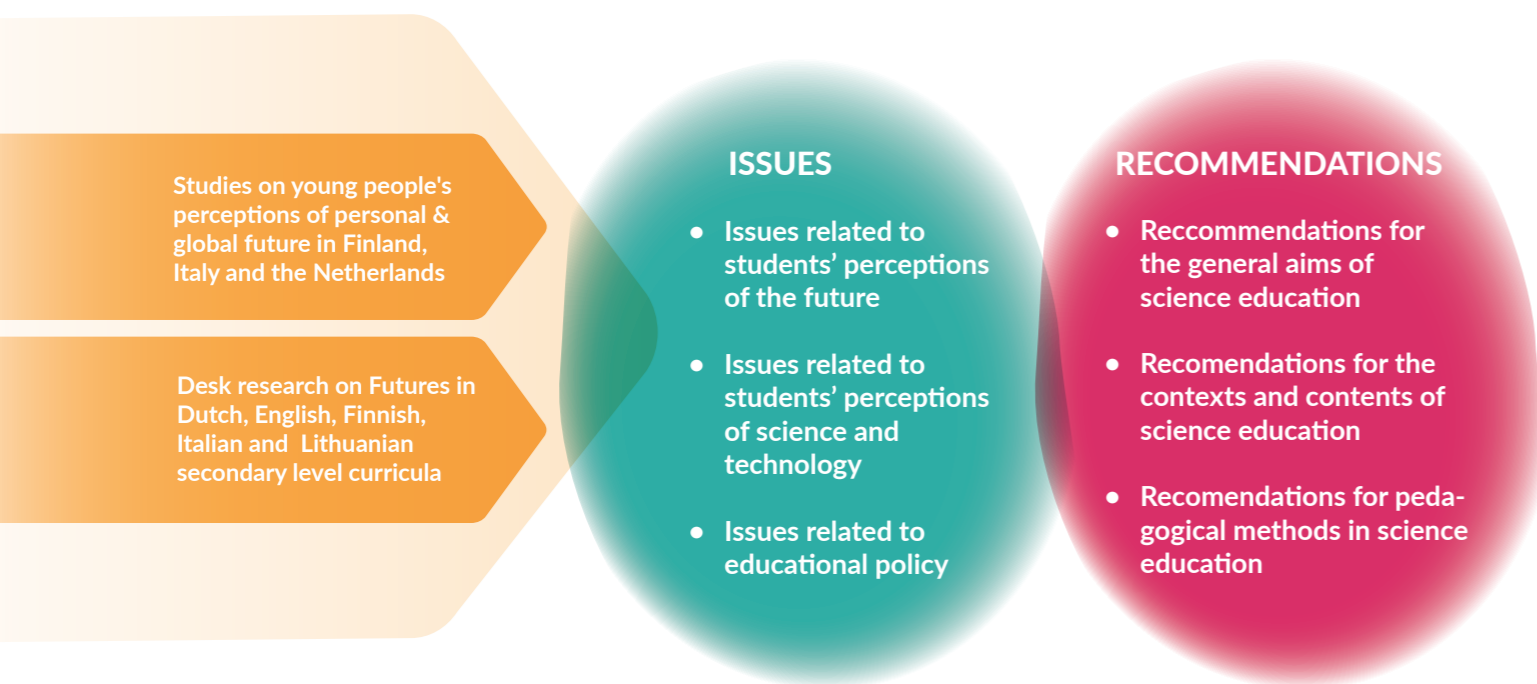 Studies on young people's
perceptions of personal &
global future in Finland,
Italy and the Netherlands
Desk research on Futures in
Dutch, English, Finnish,
Italian and Lithuanian
secondary level curricula
ISSUES
• Issues related to
students’ perceptions
of the future
• Issues related to
students’ perceptions
of science and
technology
• Issues related to
educational policy
RECOMMENDATIONS
• Reccommendations for
the general aims of
science education
• Recomendations for the
contexts and contents of
science education
• Recomendations for peda-
gogical methods in science
education